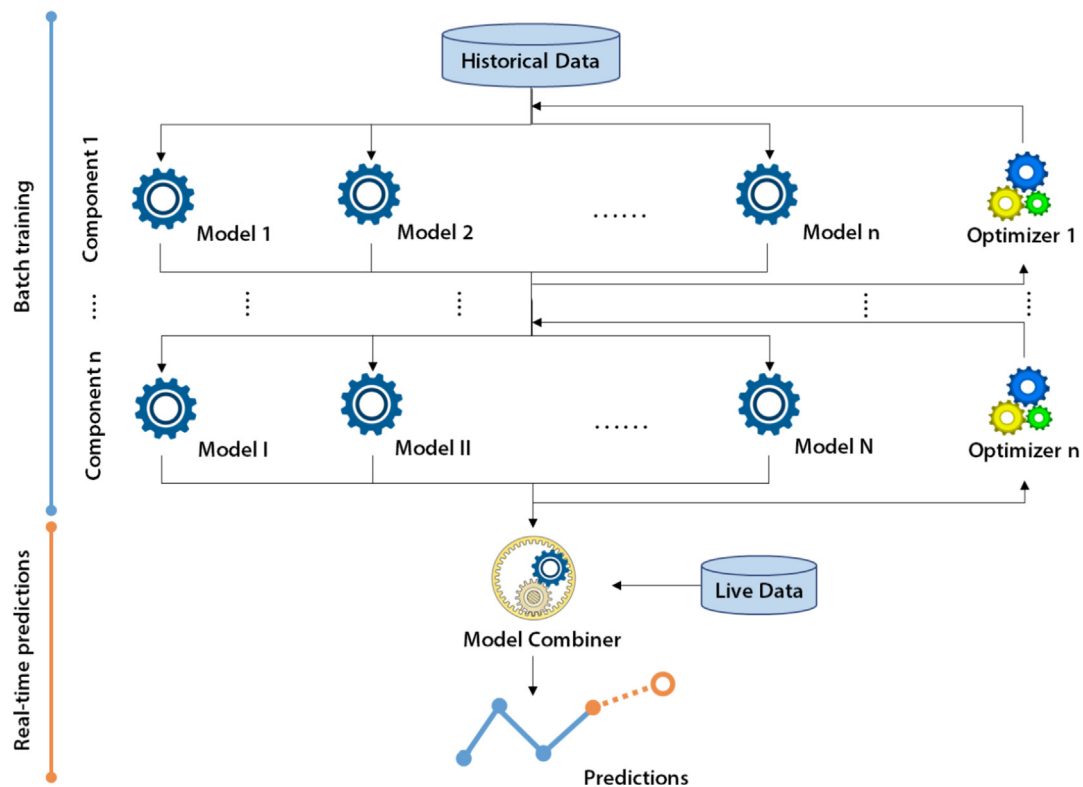 Historical Data
Batch training
Component 1
Model 1
Model 2
......
Model n
Optimizer 1
....
....
....
....
....
Component n
Model I
Model II
......
Model N
Optimizer n
Real-time predictions
Live Data
Model Combiner
Predictions